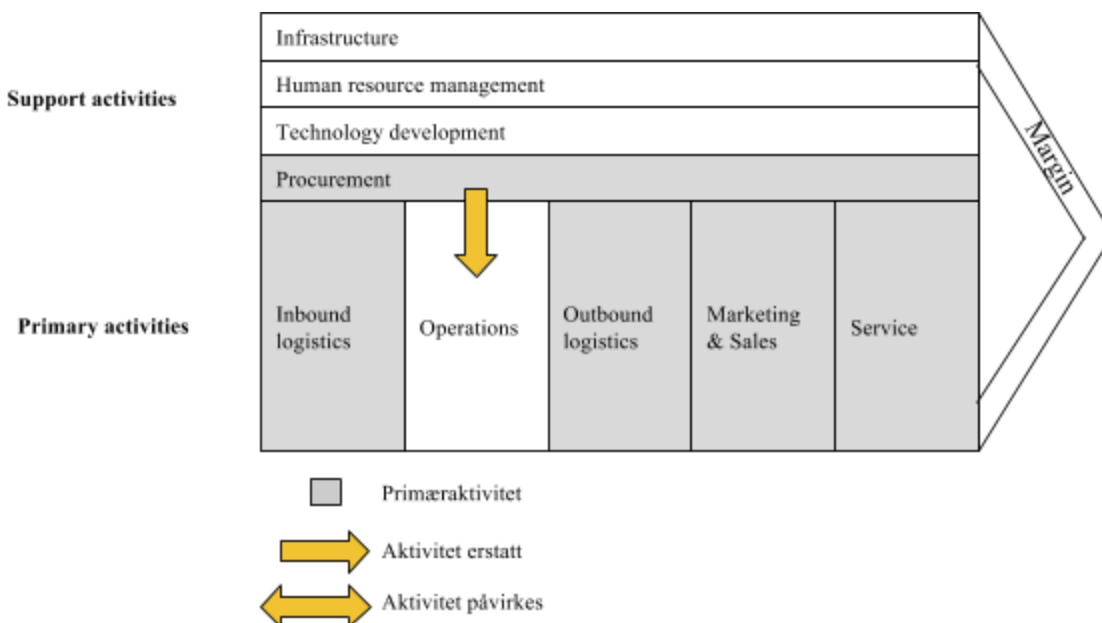 Infrastructure
Human resource management
Support activities
Technology development
Procurement
Margin
Primary activities
Inbound
logistics
Operations
Outbound
logistics
Marketing
& Sales
Service
Primæraktivitet
Aktivitet erstatt
Aktivitet påvirkes